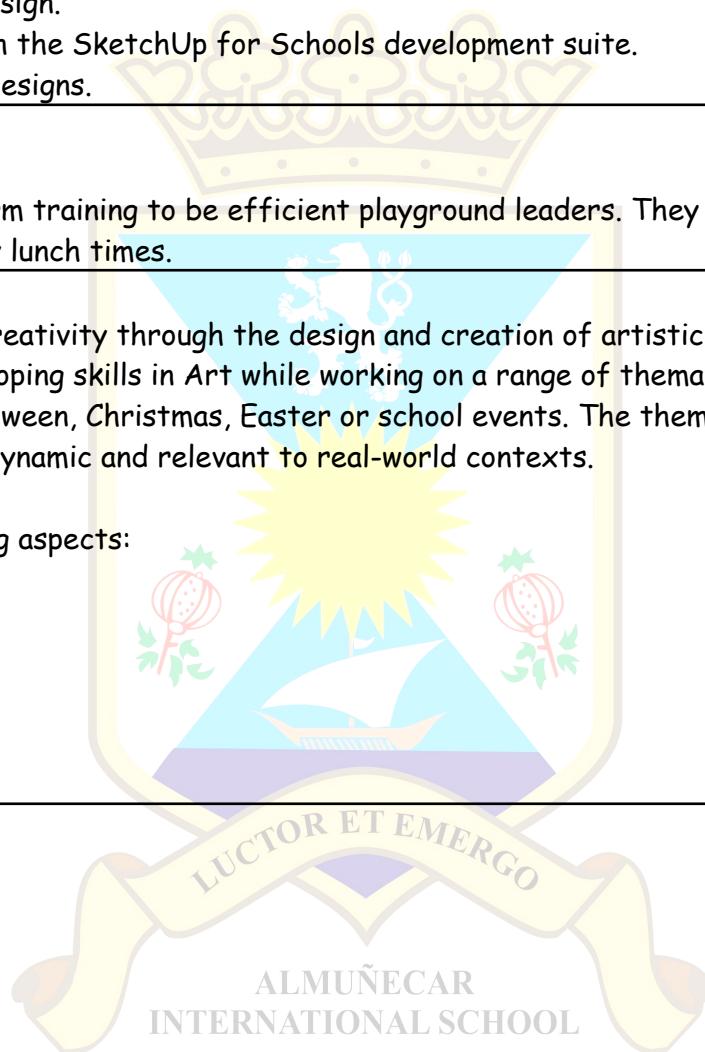 sign.
n the SketchUp for Schools development suite.
esigns.
m training to be efficient playground leaders. They
lunch times.
reativity through the design and creation of artistic
oping skills in Art while working on a range of thema
ween, Christmas, Easter or school events. The them
ynamic and relevant to real-world contexts.
g aspects:
LUCTOR ET EMERGO
ALMUÑECAR
INTERNATIONAL SCHOOL